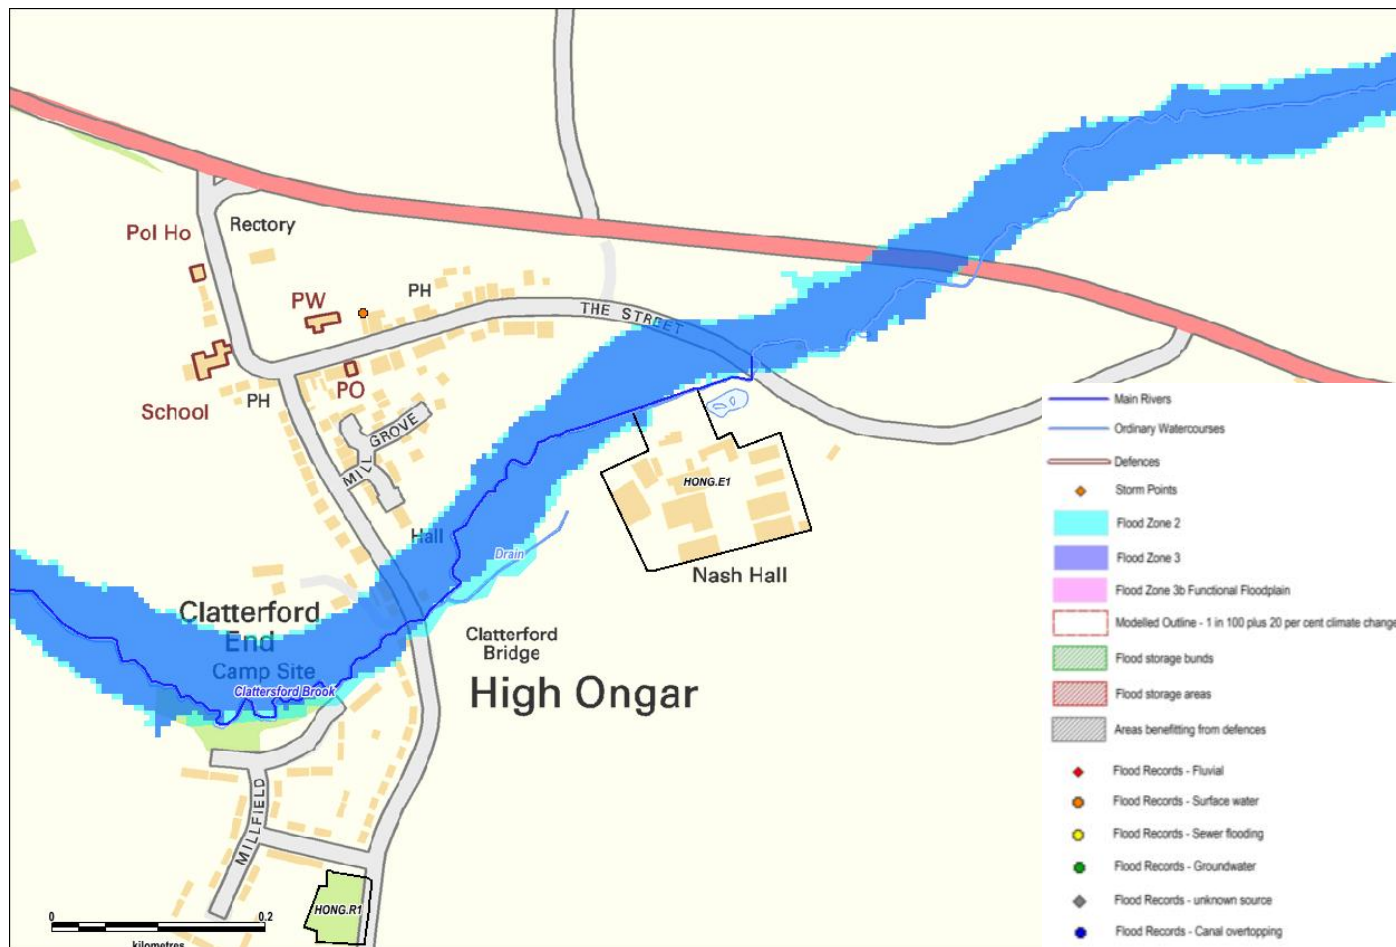 Rectory
Pol Ho
PW
PH
THE STREET
PO
PH
School
MILL GROVE
HONG.E1
Hall
Drain
Nash Hall
Clatterford
End
Camp Site
Clattersford Brook
Clatterford
Bridge
High Ongar
MILLFIELD
HONG.R1
0 0.2
kilometres
Main Rivers
Ordinary Watercourses
Defences
Storm Points
Flood Zone 2
Flood Zone 3
Flood Zone 3b Functional Floodplain
Modelled Outline - 1 in 100 plus 20 per cent climate change
Flood storage bunds
Flood storage areas
Areas benefitting from defences
Flood Records - Fluvial
Flood Records - Surface water
Flood Records - Sewer flooding
Flood Records - Groundwater
Flood Records - unknown source
Flood Records - Canal overtopping